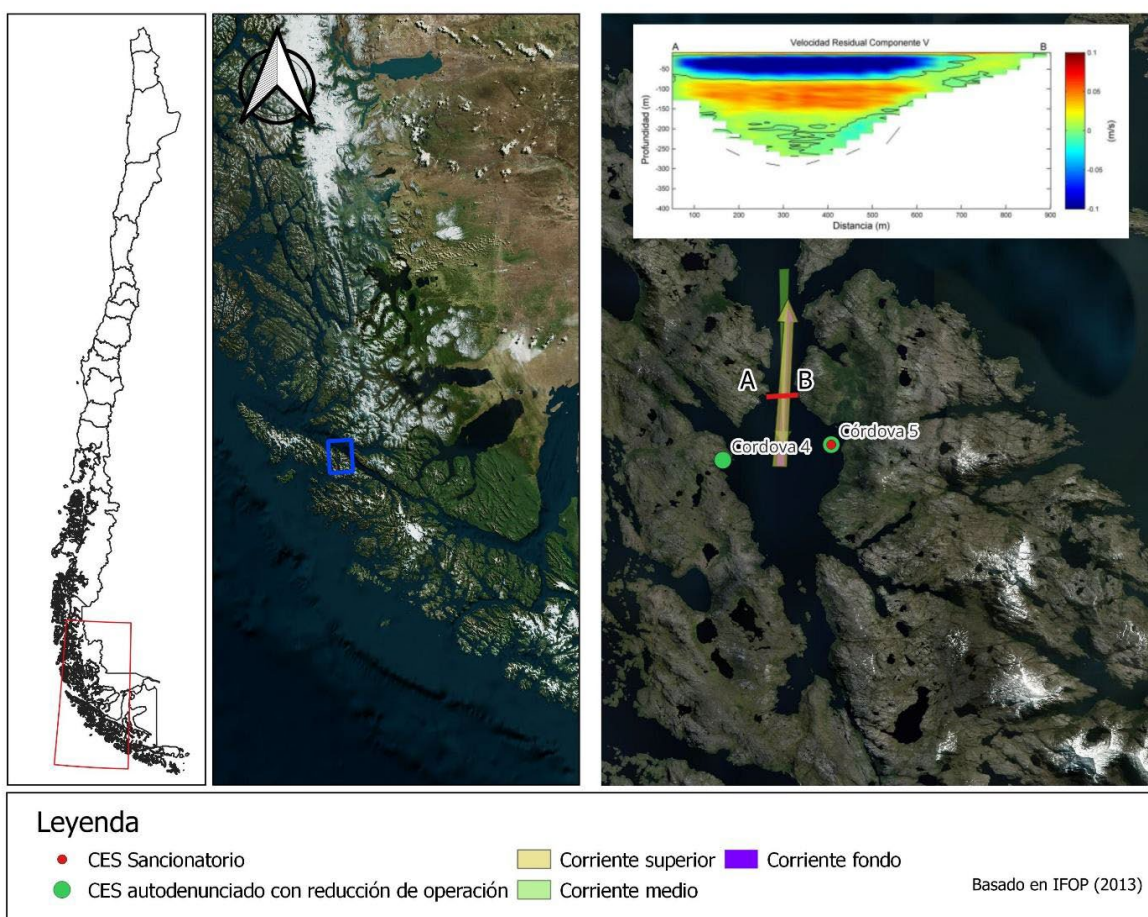 Velocidad Residual Componente V
A
B
-50
-100
-150
-200
-250
-300
-350
-400
Profundidad (m)
100
200
300
400
500
600
700
800
900
Distancia (m)
0.1
0.05
0
-0.05
-0.1
(m/s)
A
B
Cordova 4
Córdova 5
Leyenda
CES Sancionatorio
CES autodenunciado con reducción de operación
Corriente superior
Corriente medio
Corriente fondo
Basado en IFOP (2013)